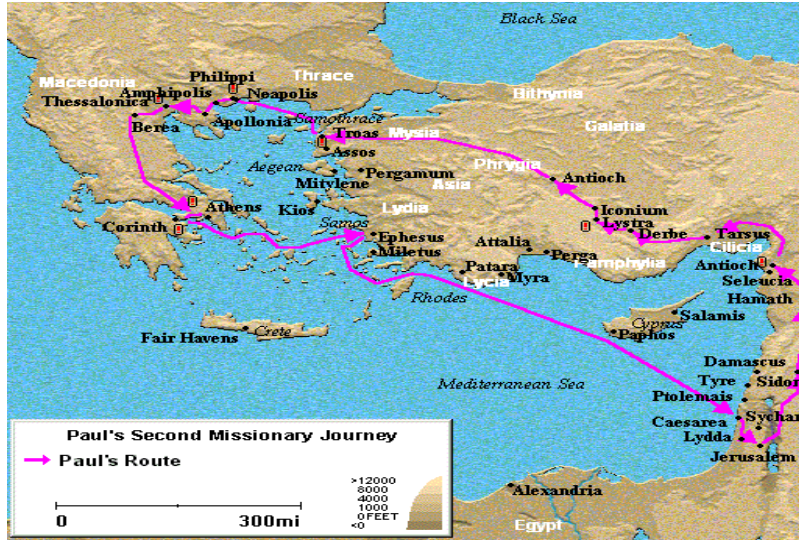 Black Sea
Macedonia
Philippi
Thrace
Amphipolis
Neapolis
Bithynia
Thessalonica
Apollonia
Samothrace
Galatia
Berea
Troas
Mysia
Assos
Phrygia
Aegean
Pergamum
Antioch
Mitylene
Asia
Kios
Lydia
Iconium
Athens
Samos
Lystra
Corinth
Derbe
Tarsus
Ephesus
Attalia
Cilicia
Miletus
Perga
Antioch
Patara
Pamphylia
Seleucia
Lycia
Myra
Rhodes
Hamath
Salamis
Crete
Cyprus
Fair Havens
Paphos
Damascus
Mediterranean Sea
Tyre
Sidon
Ptolemais
Caesarea
Sychar
Lydda
Jerusalem
Paul's Second Missionary Journey
Paul's Route
>12000
8000
4000
1000
0 FEET
<0
0
300mi
Alexandria
Egypt